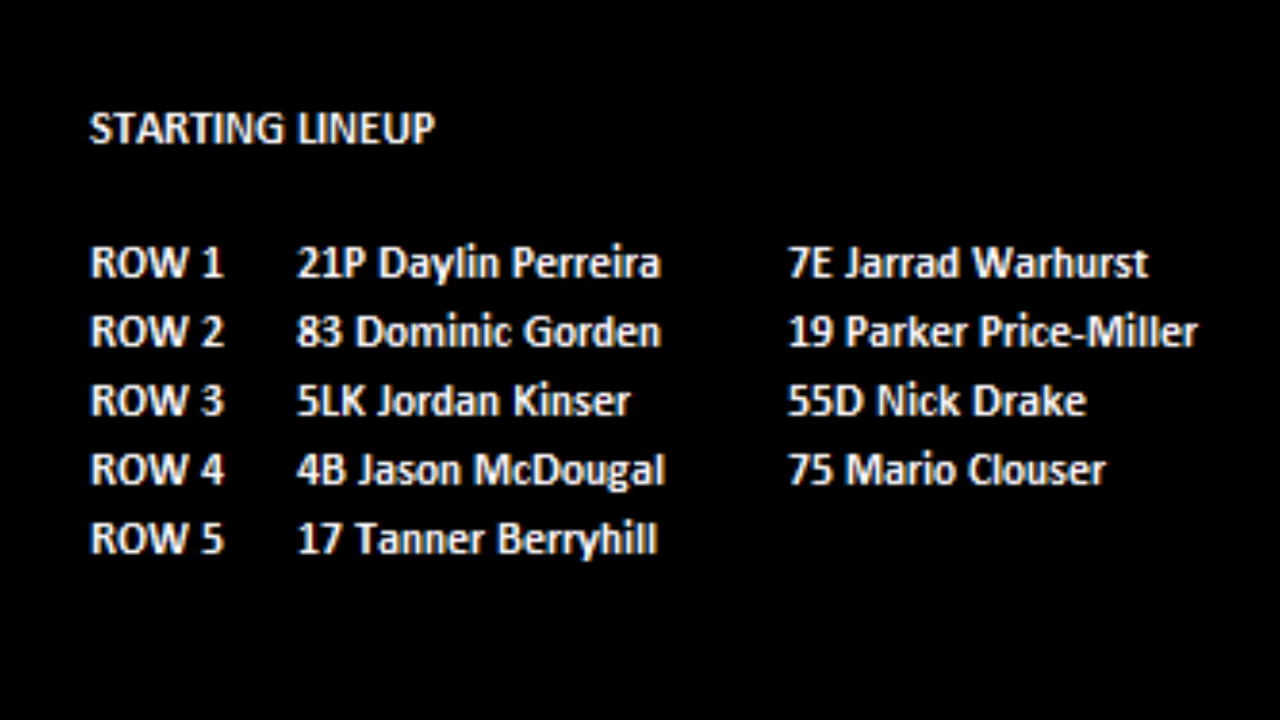 STARTING LINEUP
ROW 1 21P Daylin Perreira 7E Jarrad Warhurst
ROW 2 83 Dominic Gorden 19 Parker Price-Miller
ROW 3 5LK Jordan Kinser 55D Nick Drake
ROW 4 4B Jason McDougal 75 Mario Clouser
ROW 5 17 Tanner Berryhill